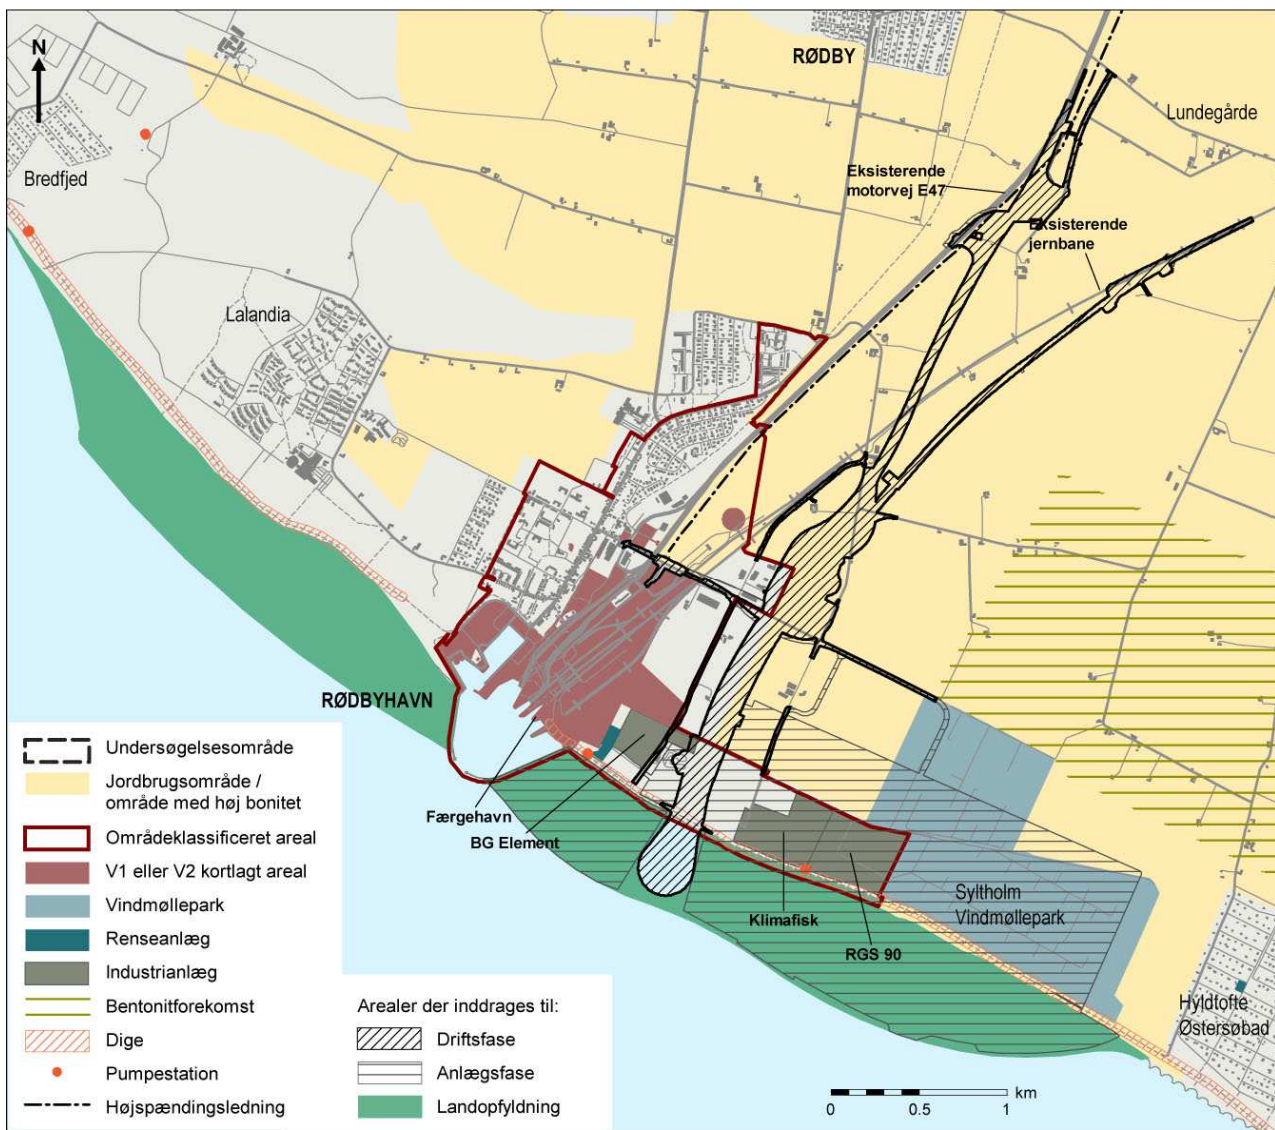 N
RØDBY
Lundegårde
Bredfjed
Eksisterende
motorvej E47
Eksisterende
jernbane
Lalandia
RØDBYHAVN
Færgehavn
BG Element
Klimafisk
RGS 90
Syltholm
Vindmøllepark
Hyldtofte
Østersøbad
Undersøgelsesområde
Jordbrugsområde /
område med høj bonitet
Områdeklassificeret areal
V1 eller V2 kortlagt areal
Vindmøllepark
Renseanlæg
Industrianlæg
Bentonitforekomst
Dige
Pumpestation
Højspændingsledning
Arealer der inddrages til:
Driftsfase
Anlægsfase
Landopfyldning
km
0 0.5 1